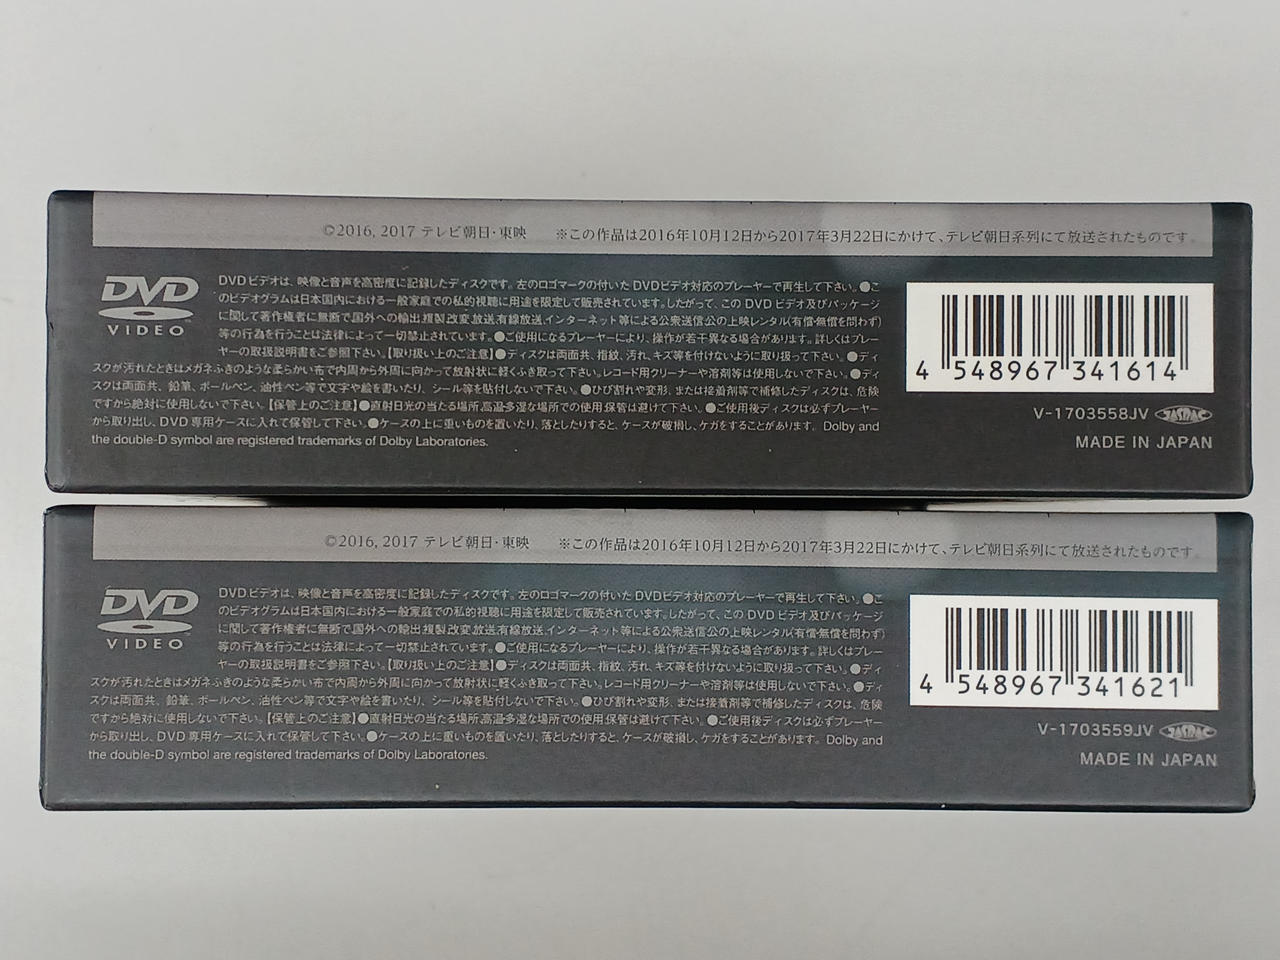 ©2016, 2017 テレビ朝日・東映 ※この作品は2016年10月12日から2017年3月22日にかけて、テレビ朝日系列にて放送されたものです。
DVD
VIDEO
DVDビデオは、映像と音声を高密度に記録したディスクです。左のロゴマークの付いたDVDビデオ対応のプレーヤーで再生して下さい。●こ
のビデオグラムは日本国内における一般家庭での私的視聴に用途を限定して販売されています。したがって、このDVDビデオ及びパッケージ
に関して著作権者に無断で国外への輸出,複製,改変,放送,有線放送,インターネット等による公衆送信,公の上映,レンタル(有償・無償を問わず)
等の行為を行うことは法律によって一切禁止されています。●ご使用になるプレーヤーにより、操作が若干異なる場合があります。詳しくはプレー
ヤーの取扱説明書をご参照下さい。【取り扱い上のご注意】●ディスクは両面共、指紋、汚れ、キズ等を付けないように取り扱って下さい。●ディ
スクが汚れたときはメガネふきのような柔らかい布で内周から外周に向かって放射状に軽くふき取って下さい。レコード用クリーナーや溶剤等は使用しないで下さい。●ディ
スクは両面共、鉛筆、ボールペン、油性ペン等で文字や絵を書いたり、シール等を貼付しないで下さい。●ひび割れや変形、または接着剤等で補修したディスクは、危険
ですから絶対に使用しないで下さい。【保管上のご注意】●直射日光の当たる場所,高温・多湿な場所での使用,保管は避けて下さい。●ご使用後ディスクは必ずプレーヤー
から取り出し、DVD専用ケースに入れて保管して下さい。●ケースの上に重いものを置いたり、落としたりすると、ケースが破損し、ケガをすることがあります。 Dolby and
the double-D symbol are registered trademarks of Dolby Laboratories.
4 548967 341614
V-1703558JV JASRAC
MADE IN JAPAN
©2016, 2017 テレビ朝日・東映 ※この作品は2016年10月12日から2017年3月22日にかけて、テレビ朝日系列にて放送されたものです。
DVD
VIDEO
DVDビデオは、映像と音声を高密度に記録したディスクです。左のロゴマークの付いたDVDビデオ対応のプレーヤーで再生して下さい。●こ
のビデオグラムは日本国内における一般家庭での私的視聴に用途を限定して販売されています。したがって、このDVDビデオ及びパッケージ
に関して著作権者に無断で国外への輸出,複製,改変,放送,有線放送,インターネット等による公衆送信,公の上映,レンタル(有償・無償を問わず)
等の行為を行うことは法律によって一切禁止されています。●ご使用になるプレーヤーにより、操作が若干異なる場合があります。詳しくはプレー
ヤーの取扱説明書をご参照下さい。【取り扱い上のご注意】●ディスクは両面共、指紋、汚れ、キズ等を付けないように取り扱って下さい。●ディ
スクが汚れたときはメガネふきのような柔らかい布で内周から外周に向かって放射状に軽くふき取って下さい。レコード用クリーナーや溶剤等は使用しないで下さい。●ディ
スクは両面共、鉛筆、ボールペン、油性ペン等で文字や絵を書いたり、シール等を貼付しないで下さい。●ひび割れや変形、または接着剤等で補修したディスクは、危険
ですから絶対に使用しないで下さい。【保管上のご注意】●直射日光の当たる場所,高温・多湿な場所での使用,保管は避けて下さい。●ご使用後ディスクは必ずプレーヤー
から取り出し、DVD専用ケースに入れて保管して下さい。●ケースの上に重いものを置いたり、落としたりすると、ケースが破損し、ケガをすることがあります。 Dolby and
the double-D symbol are registered trademarks of Dolby Laboratories.
4 548967 341621
V-1703559JV JASRAC
MADE IN JAPAN